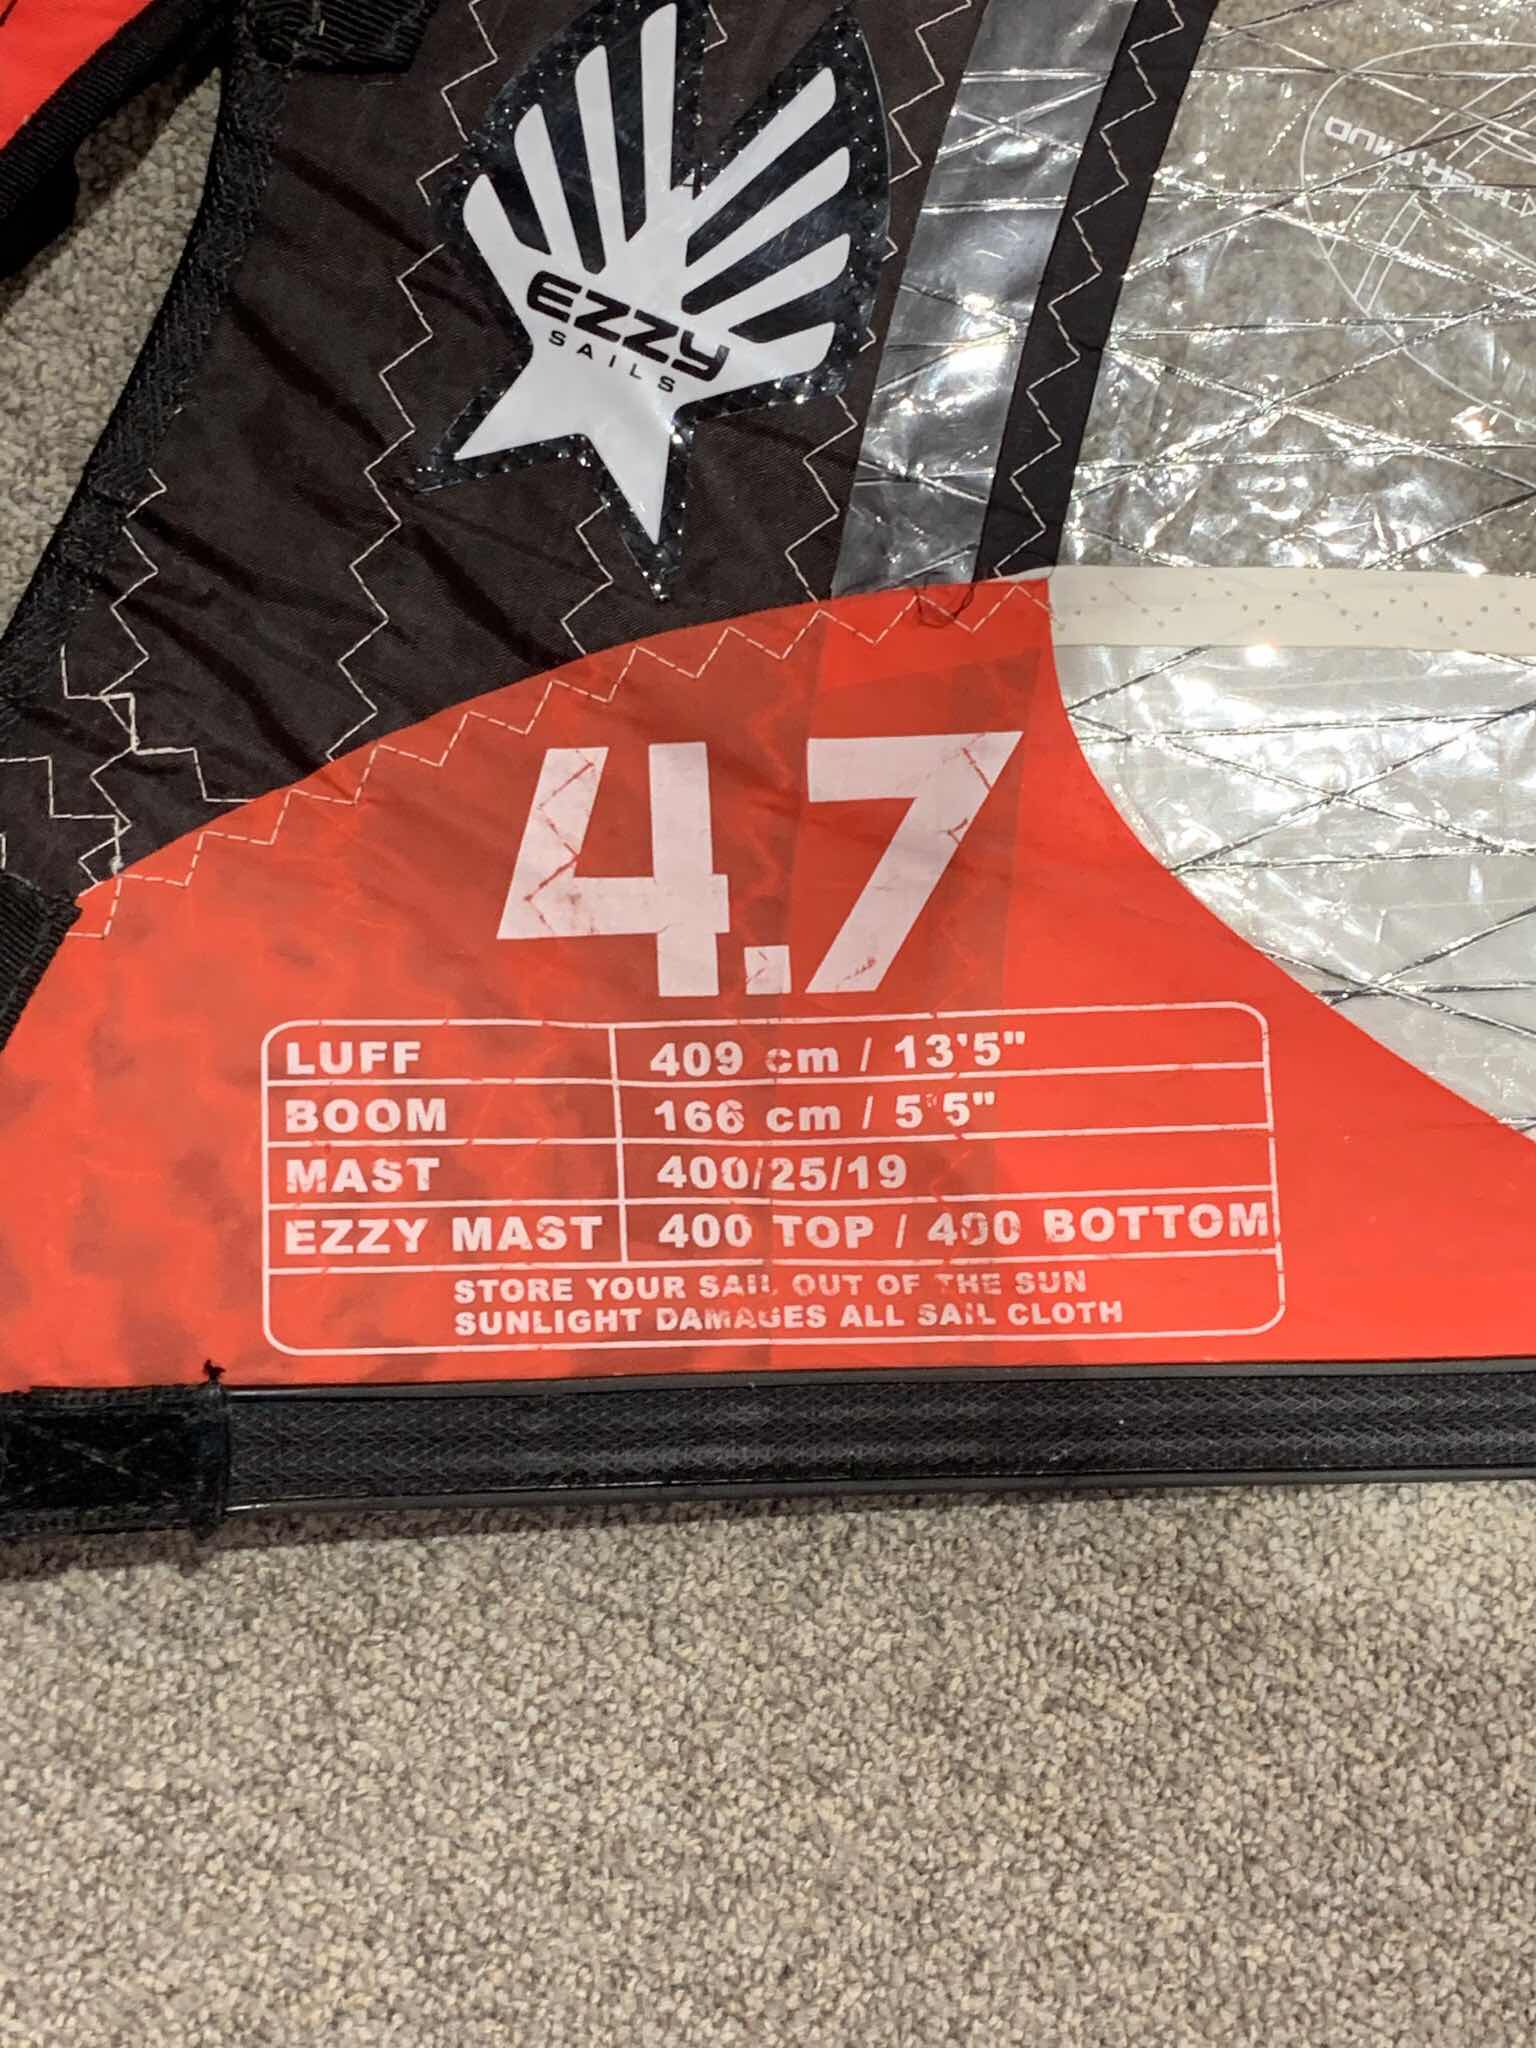 EZZY
SAILS
4.7
LUFF 409 cm / 13'5"
BOOM 166 cm / 5'5"
MAST 400/25/19
EZZY MAST 400 TOP / 400 BOTTOM
STORE YOUR SAIL OUT OF THE SUN
SUNLIGHT DAMAGES ALL SAIL CLOTH